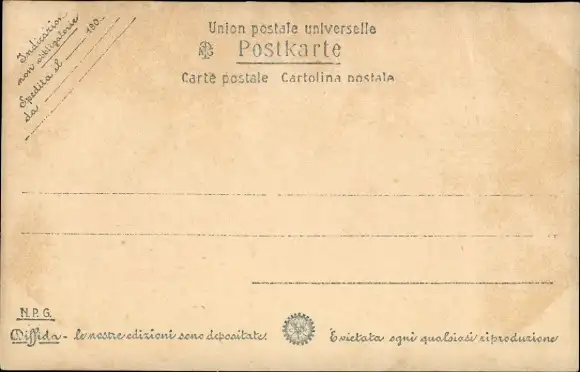 Indicazioni
non obbligatorie
Spedita il 190
da
Union postale universelle
Postkarte
Carte postale Cartolina postale
N.P.G.
Diffida - le nostre edizioni sono depositate. È vietata ogni qualsiasi riproduzione